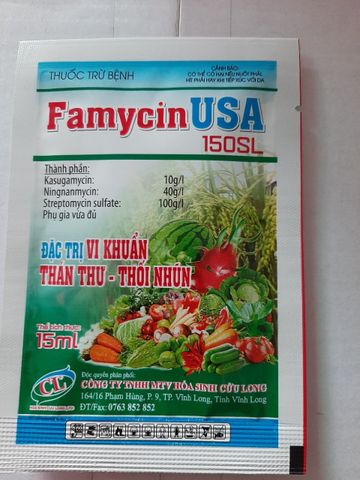 THUỐC TRỪ BỆNH
CẢNH BÁO
CÓ THỂ CÓ HẠI NẾU NUỐT PHẢI,
HÍT PHẢI HAY KHI TIẾP XÚC VỚI DA.
FamycinUSA
150SL
Thành phần:
Kasugamycin: 10g/l
Ningnanmycin: 40g/l
Streptomycin sulfate: 100g/l
Phụ gia vừa đủ
ĐẶC TRỊ VI KHUẨN
THÁN THƯ - THỐI NHŨN
Thể tích thực:
15ml
CL
Độc quyền phân phối:
CÔNG TY TNHH MTV HÓA SINH CỬU LONG
164/16 Phạm Hùng, P. 9, TP. Vĩnh Long, Tỉnh Vĩnh Long
ĐT/Fax: 0763 852 852